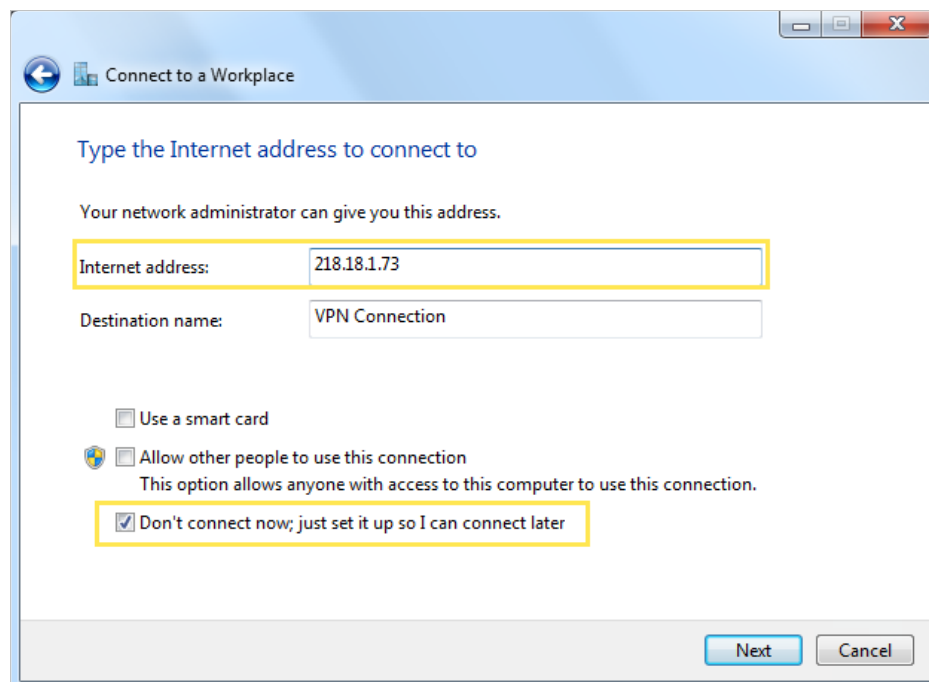 Connect to a Workplace
Type the Internet address to connect to
Your network administrator can give you this address.
Internet address: 218.18.1.73
Destination name: VPN Connection
Use a smart card
Allow other people to use this connection
This option allows anyone with access to this computer to use this connection.
Don't connect now; just set it up so I can connect later
Next Cancel